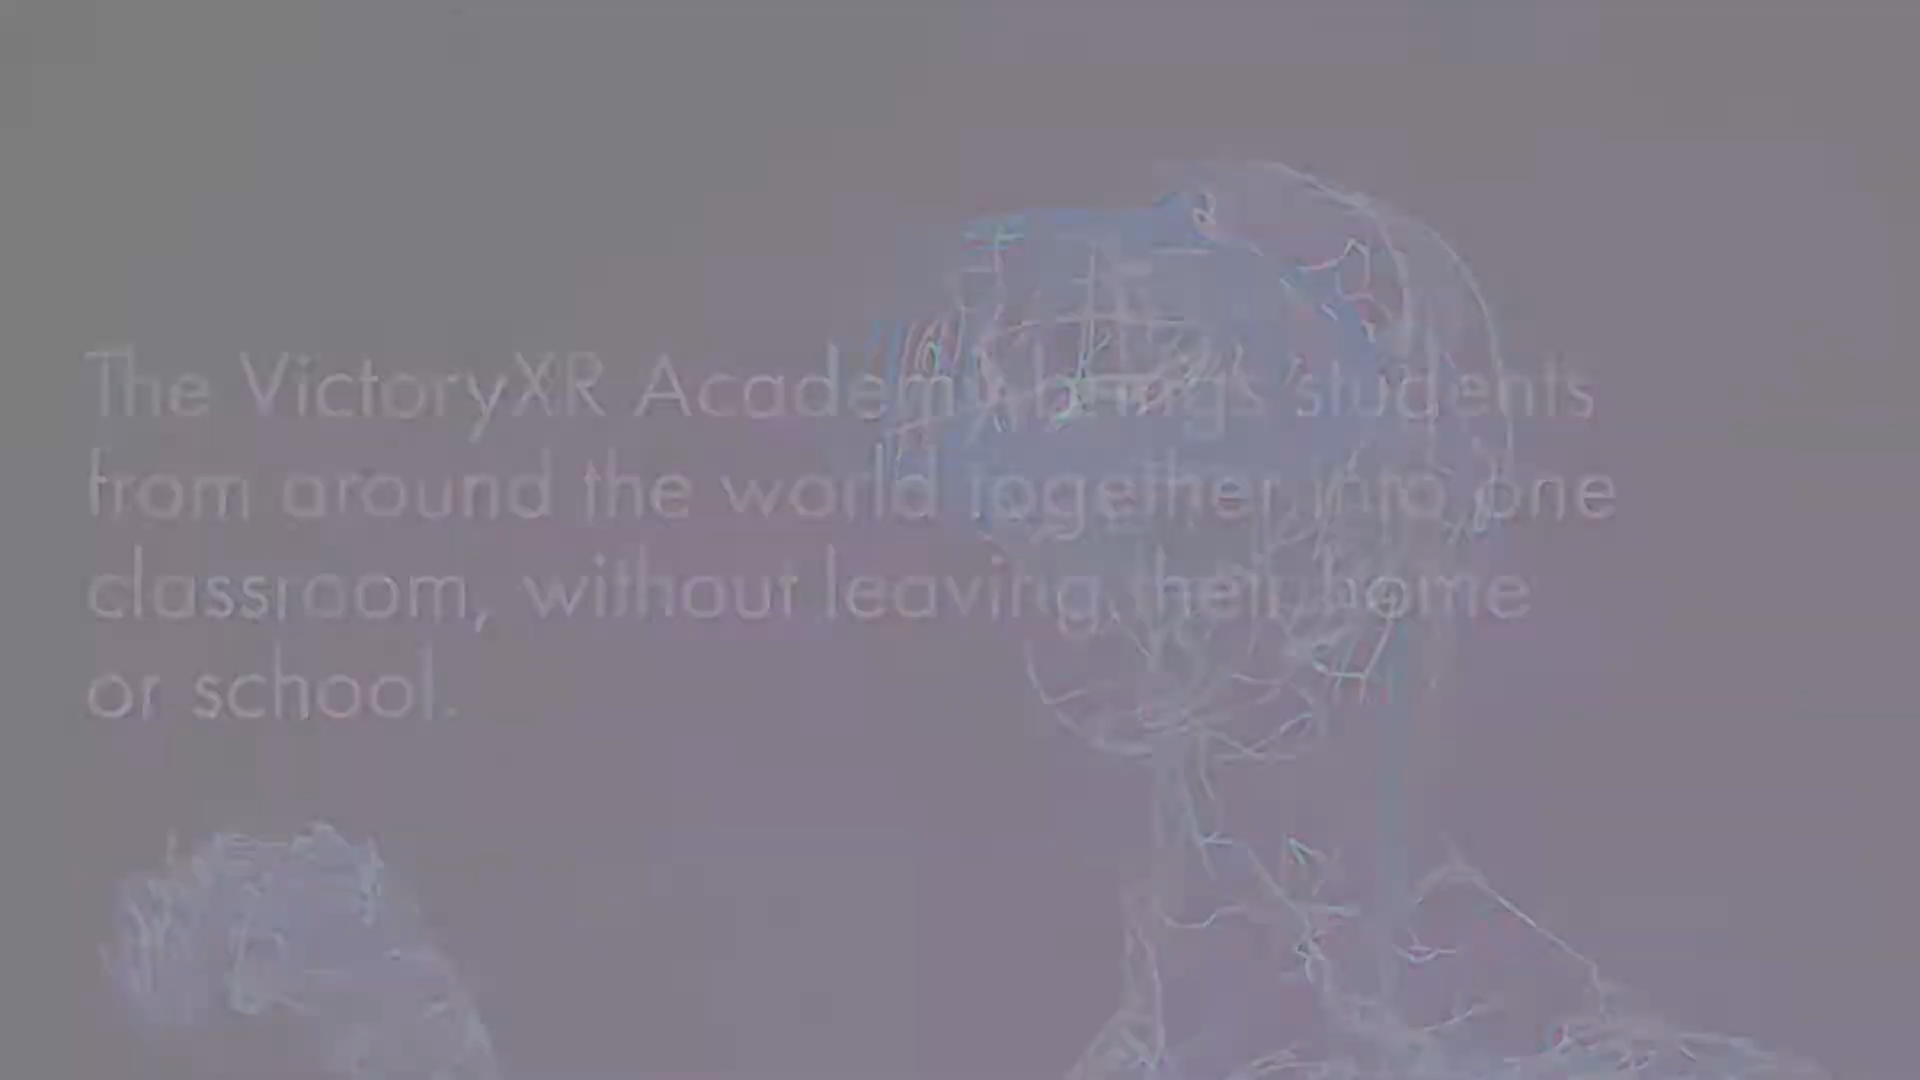 The VictoryXR Academy brings students
from around the world together into one
classroom, without leaving their home
or school.